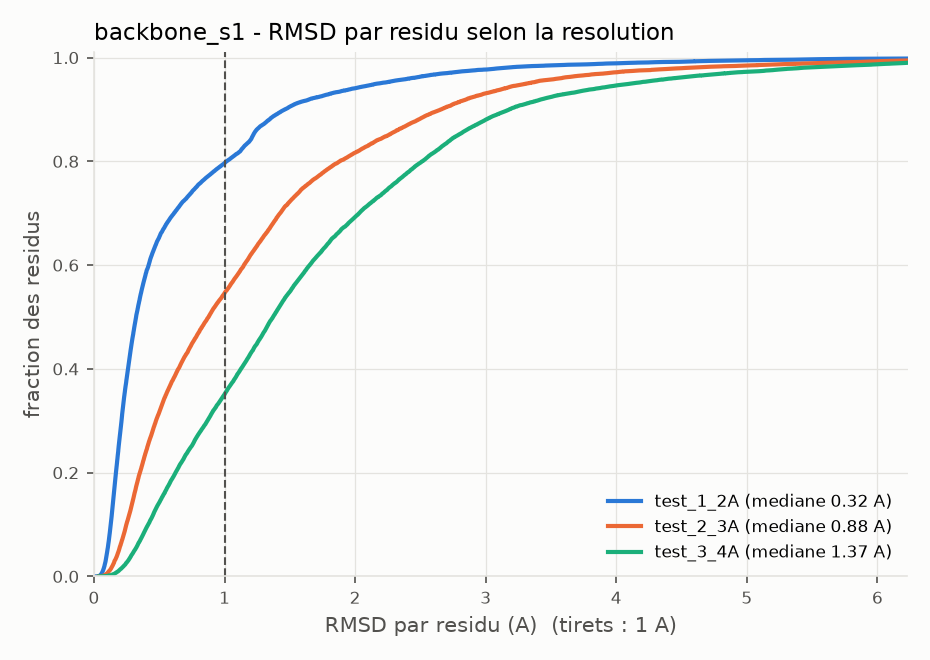 backbone_s1 - RMSD par residu selon la resolution
fraction des residus
1.0
0.8
0.6
0.4
0.2
0.0
0 1 2 3 4 5 6
test_1_2A (mediane 0.32 A)
test_2_3A (mediane 0.88 A)
test_3_4A (mediane 1.37 A)
RMSD par residu (A)  (tirets : 1 A)